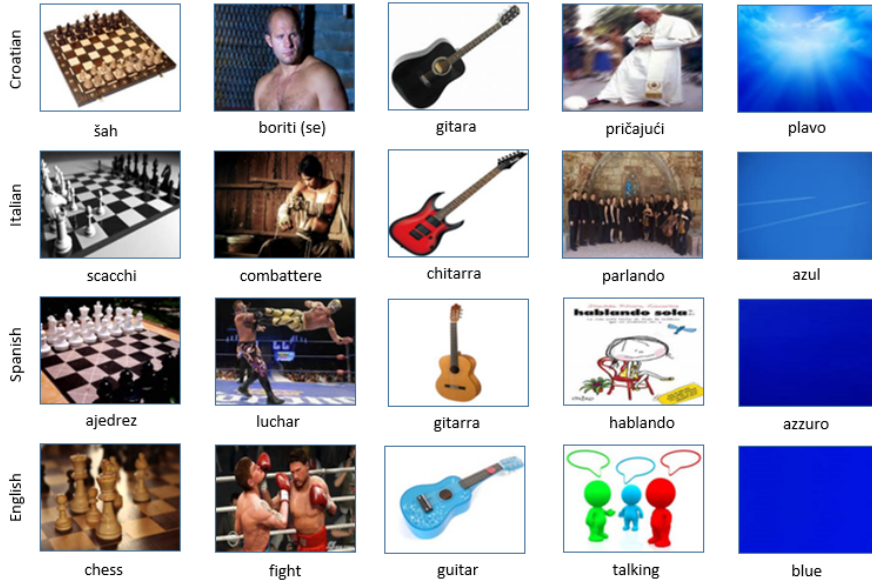 Croatian
šah
boriti (se)
gitara
pričajući
plavo
Italian
scacchi
combattere
chitarra
parlando
azul
Spanish
hablando sola
ajedrez
luchar
gitarra
hablando
azzuro
English
chess
fight
guitar
talking
blue